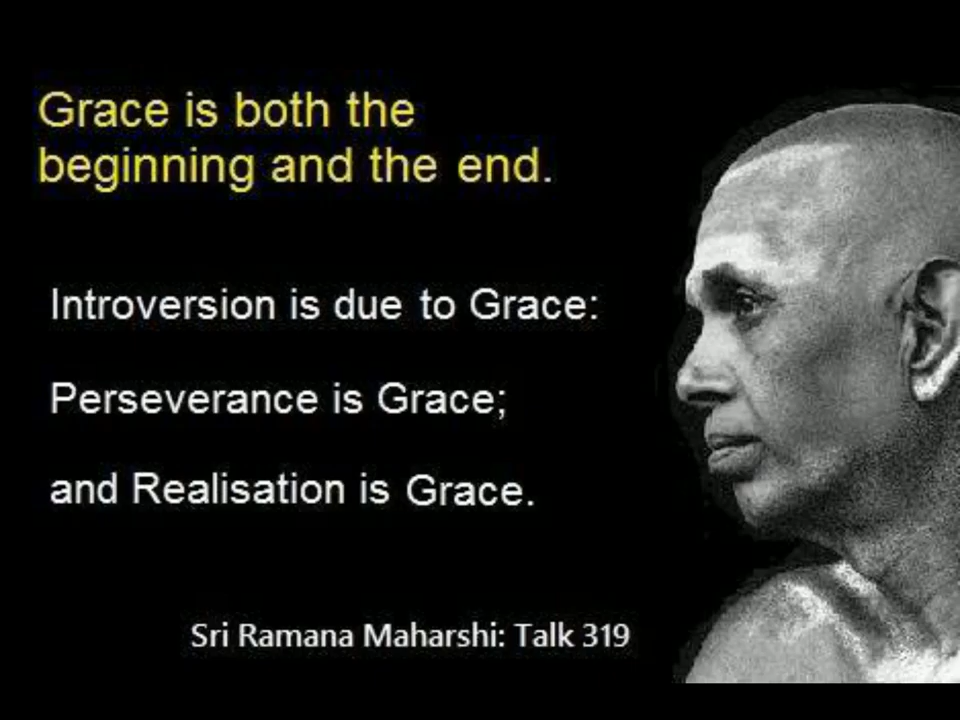 Grace is both the
beginning and the end.
Introversion is due to Grace:
Perseverance is Grace;
and Realisation is Grace.
Sri Ramana Maharshi: Talk 319